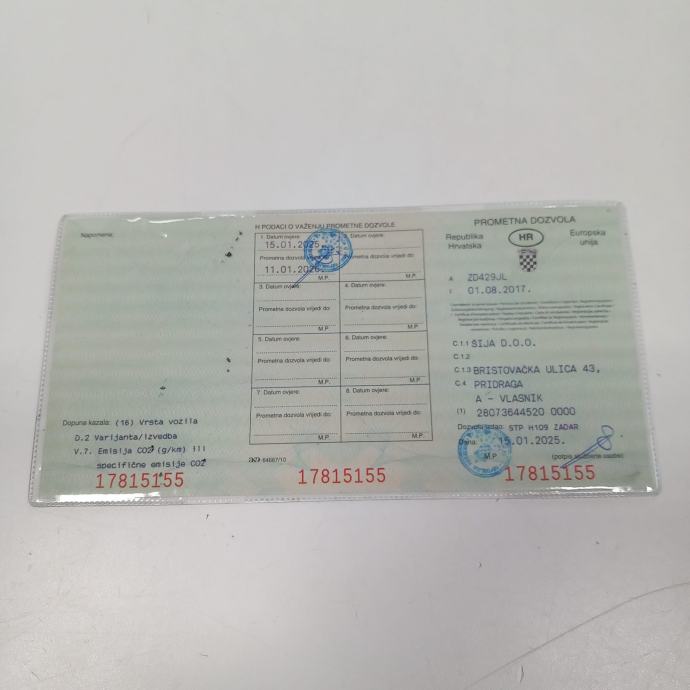 Napomena:
Dopuna kazala: (16) Vrsta vozila
D.2 Varijanta/izvedba
V.7. Emisija CO2 (g/km) ili
specifične emisije CO2
17815155
H PODACI O VAŽENJU PROMETNE DOZVOLE
1. Datum ovjere:
15.01.2025.
Prometna dozvola vrijedi do:
11.01.2026.
M.P.
Datum ovjere:
Prometna dozvola vrijedi do:
M.P.
3. Datum ovjere:
Prometna dozvola vrijedi do:
M.P.
4. Datum ovjere:
Prometna dozvola vrijedi do:
M.P.
5. Datum ovjere:
Prometna dozvola vrijedi do:
M.P.
6. Datum ovjere:
Prometna dozvola vrijedi do:
M.P.
7. Datum ovjere:
Prometna dozvola vrijedi do:
M.P.
8. Datum ovjere:
Prometna dozvola vrijedi do:
M.P.
17815155
PROMETNA DOZVOLA
Republika Hrvatska
HR
Europska unija
A ZD429JL
01.08.2017.
C.1.1 SIJA D.O.O.
C.1.2
C.1.3 BRISTOVAČKA ULICA 43,
C.4 PRIDRAGA
A - VLASNIK
(1) 28073644520 0000
Dozvolu izdao: STP H109 ZADAR
Dana: 15.01.2025.
M.P.
(potpis službene osobe)
17815155